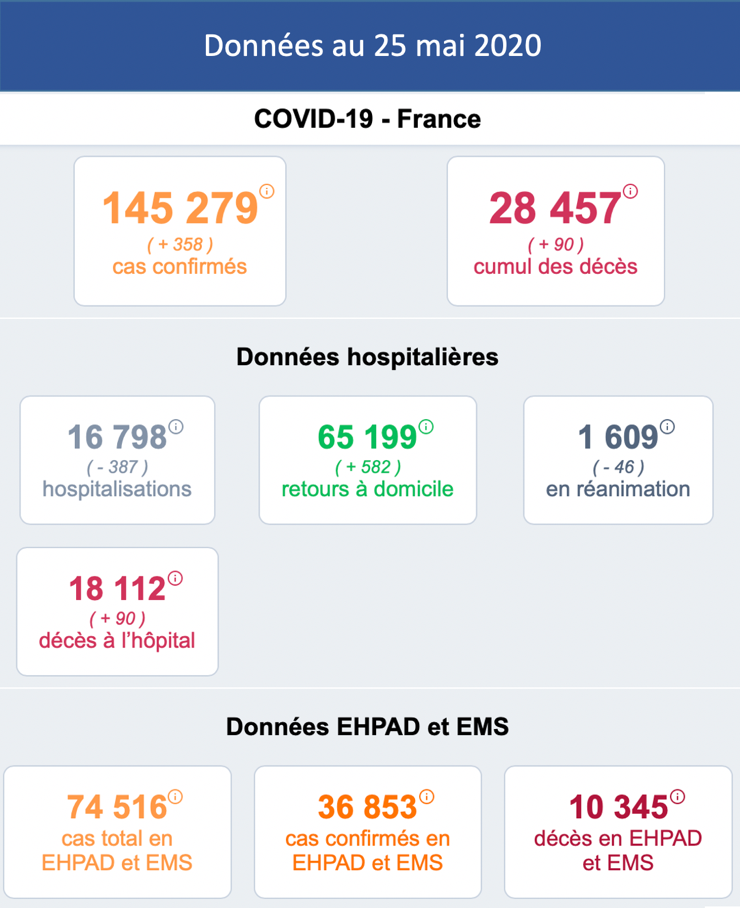 Données au 25 mai 2020
COVID-19 - France
145 279
( + 358 )
cas confirmés
28 457
( + 90 )
cumul des décès
Données hospitalières
16 798
( - 387 )
hospitalisations
65 199
( + 582 )
retours à domicile
1 609
( - 46 )
en réanimation
18 112
( + 90 )
décès à l'hôpital
Données EHPAD et EMS
74 516
cas total en
EHPAD et EMS
36 853
cas confirmés en
EHPAD et EMS
10 345
décès en EHPAD
et EMS